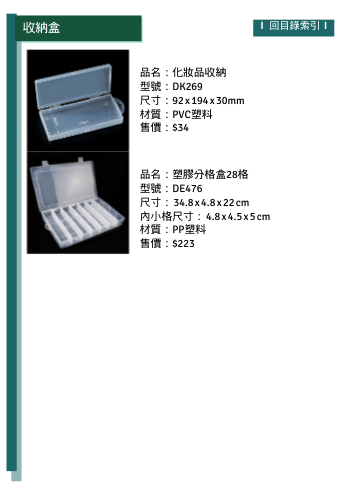 收納盒
回目錄索引
品名：化妝品收納
型號：DK269
尺寸：92x194x30mm
材質：PVC塑料
售價：$34
品名：塑膠分格盒28格
型號：DE476
尺寸：34.8x4.8x22cm
內小格尺寸：4.8x4.5x5cm
材質：PP塑料
售價：$223